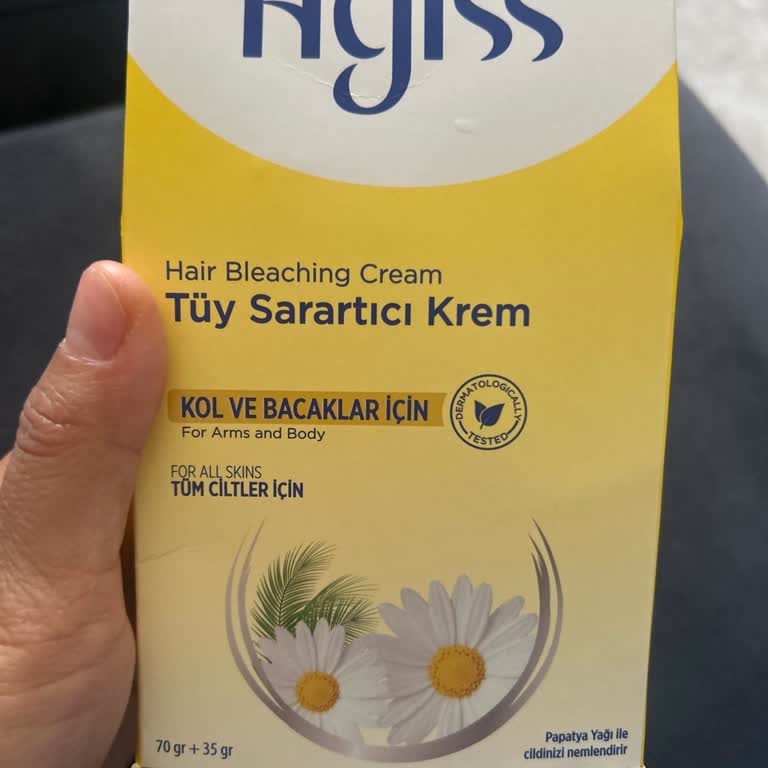 Agiss
Hair Bleaching Cream
Tüy Sarartıcı Krem
KOL VE BACAKLAR İÇİN
For Arms and Body
DERMATOLOGICALLY
TESTED
FOR ALL SKINS
TÜM CİLTLER İÇİN
70 gr + 35 gr
Papatya Yağı ile
cildinizi nemlendirir